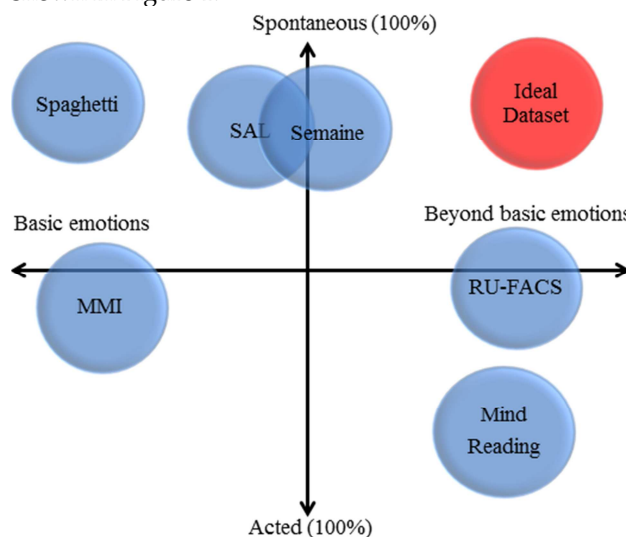 Spontaneous (100%)
Spaghetti
SAL
Semaine
Ideal
Dataset
Basic emotions
Beyond basic emotions
MMI
RU-FACS
Mind
Reading
Acted (100%)